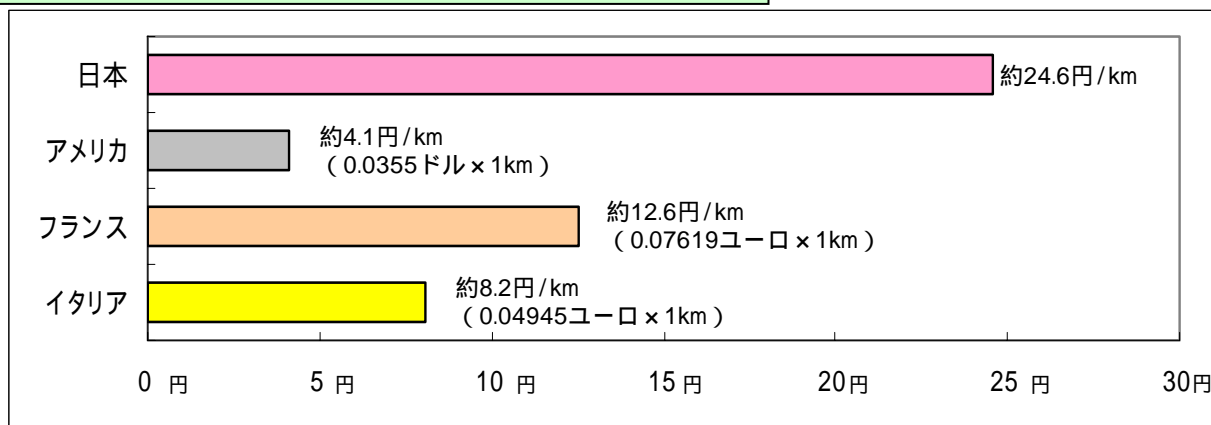 日本
約24.6円/km
アメリカ
約4.1円/km
（0.0355ドル×1km）
フランス
約12.6円/km
（0.07619ユーロ×1km）
イタリア
約8.2円/km
（0.04945ユーロ×1km）
0 円 5 円 10 円 15 円 20円 25 円 30円